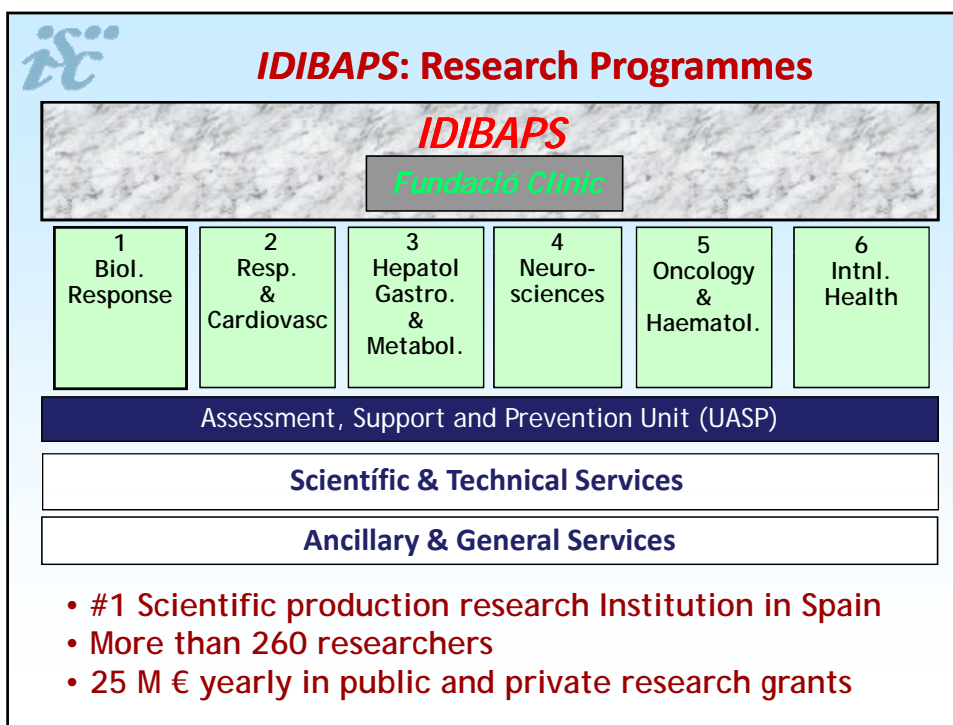 isc
IDIBAPS: Research Programmes
IDIBAPS
Fundació Clinic
1
Biol.
Response
2
Resp.
&
Cardiovasc
3
Hepatol
Gastro.
&
Metabol.
4
Neuro-
sciences
5
Oncology
&
Haematol.
6
Intnl.
Health
Assessment, Support and Prevention Unit (UASP)
Scientífic & Technical Services
Ancillary & General Services
• #1 Scientific production research Institution in Spain
• More than 260 researchers
• 25 M € yearly in public and private research grants